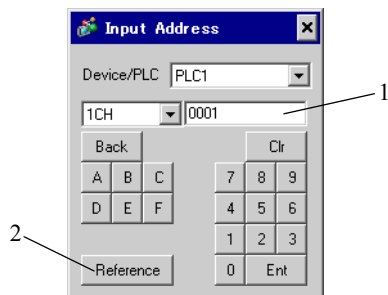 Input Address
Device/PLC PLC1
1
1CH 0001
Back Clr
A B C 7 8 9
D E F 4 5 6
2
1 2 3
Reference 0 Ent